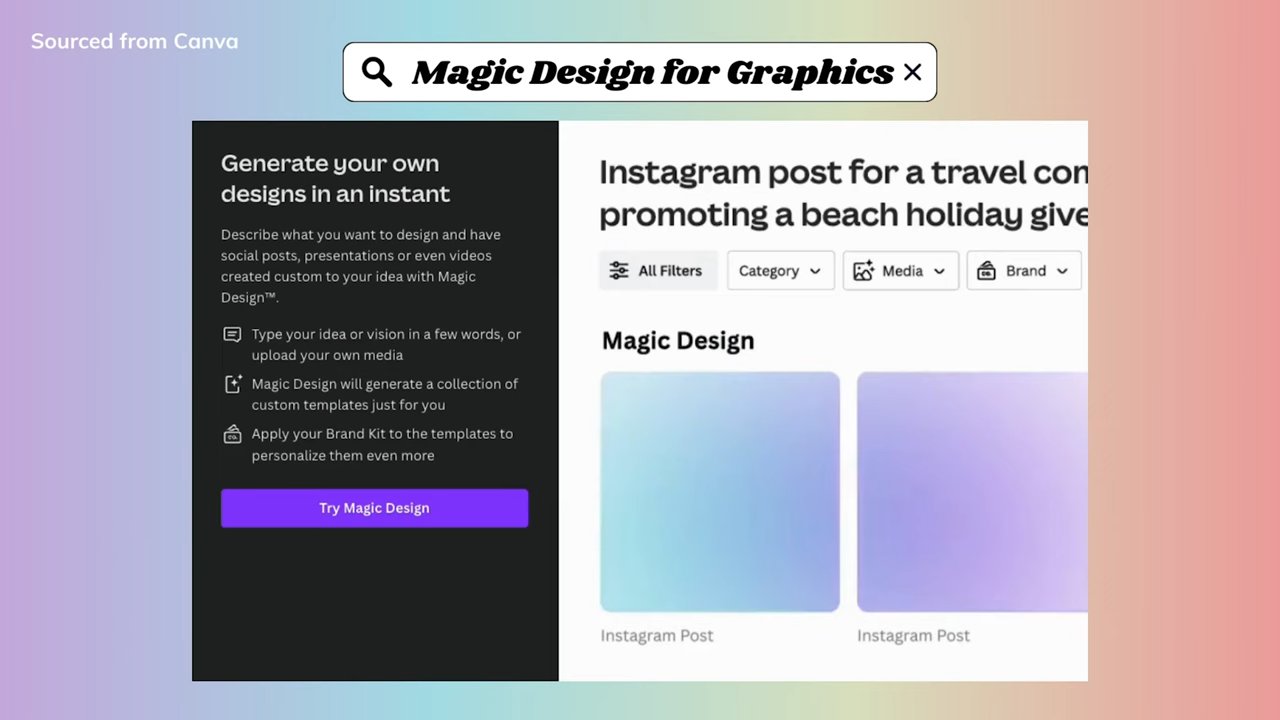 Sourced from Canva
Magic Design for Graphics
Generate your own
designs in an instant
Describe what you want to design and have
social posts, presentations or even videos
created custom to your idea with Magic
Design™.
Type your idea or vision in a few words, or
upload your own media
Magic Design will generate a collection of
custom templates just for you
Apply your Brand Kit to the templates to
personalize them even more
Try Magic Design
Instagram post for a travel com
promoting a beach holiday give
All Filters
Category
Media
Brand
Magic Design
Instagram Post
Instagram Post